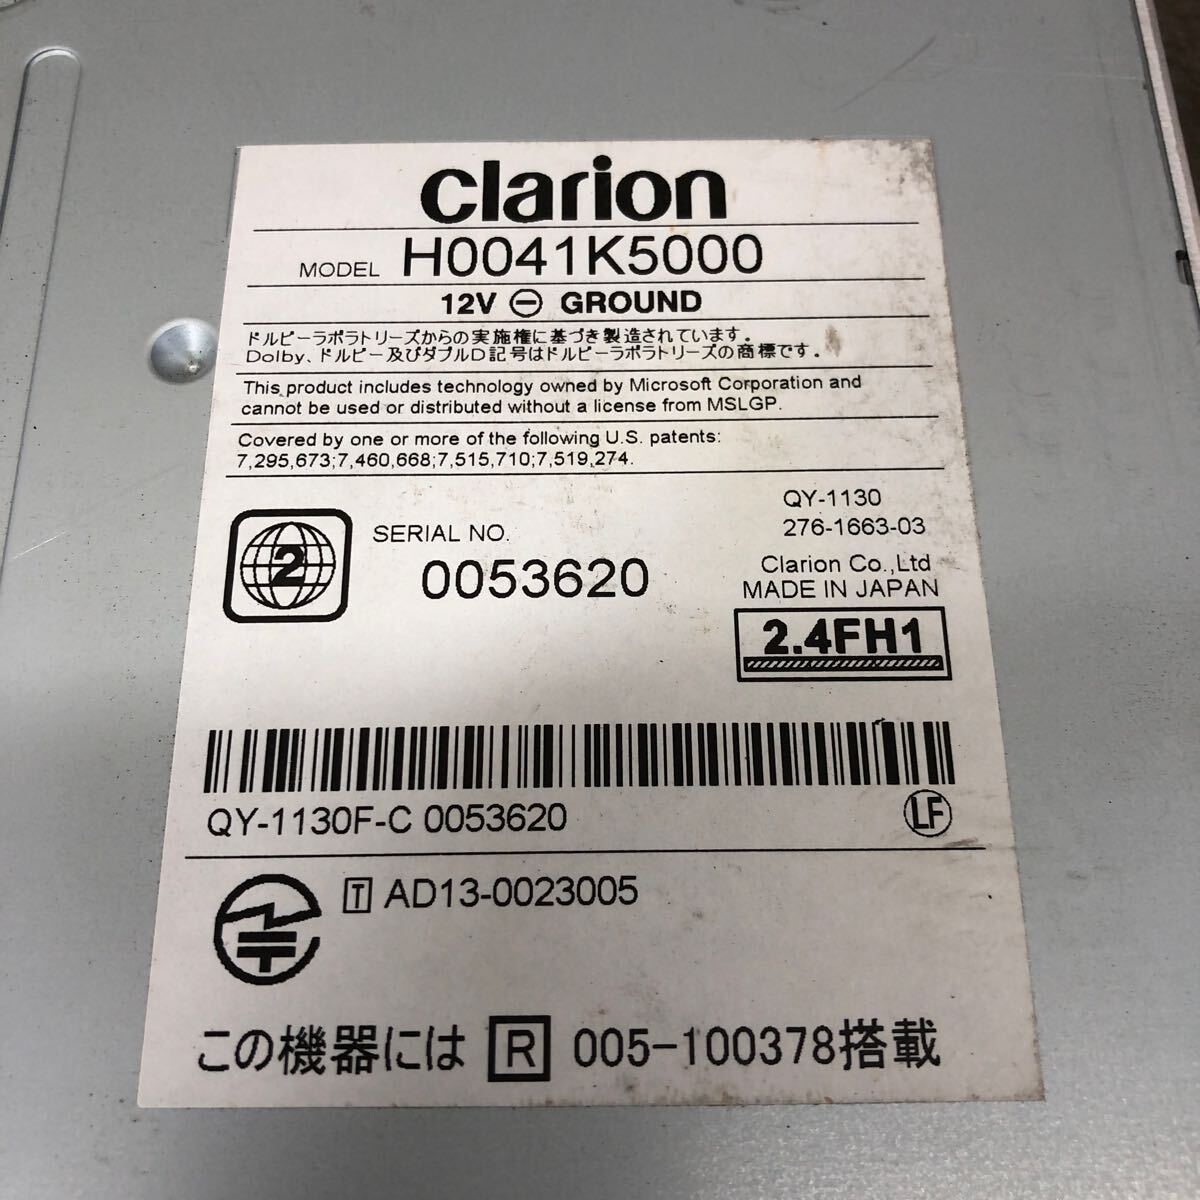 clarion
MODEL H0041K5000
12V ⊖ GROUND
ドルビーラボラトリーズからの実施権に基づき製造されています。
Dolby、ドルビー及びダブルD記号はドルビーラボラトリーズの商標です。
This product includes technology owned by Microsoft Corporation and
cannot be used or distributed without a license from MSLGP.
Covered by one or more of the following U.S. patents:
7,295,673;7,460,668;7,515,710;7,519,274.
2
SERIAL NO.
0053620
QY-1130
276-1663-03
Clarion Co.,Ltd
MADE IN JAPAN
2.4FH1
QY-1130F-C 0053620
LF
T AD13-0023005
この機器には R 005-100378搭載